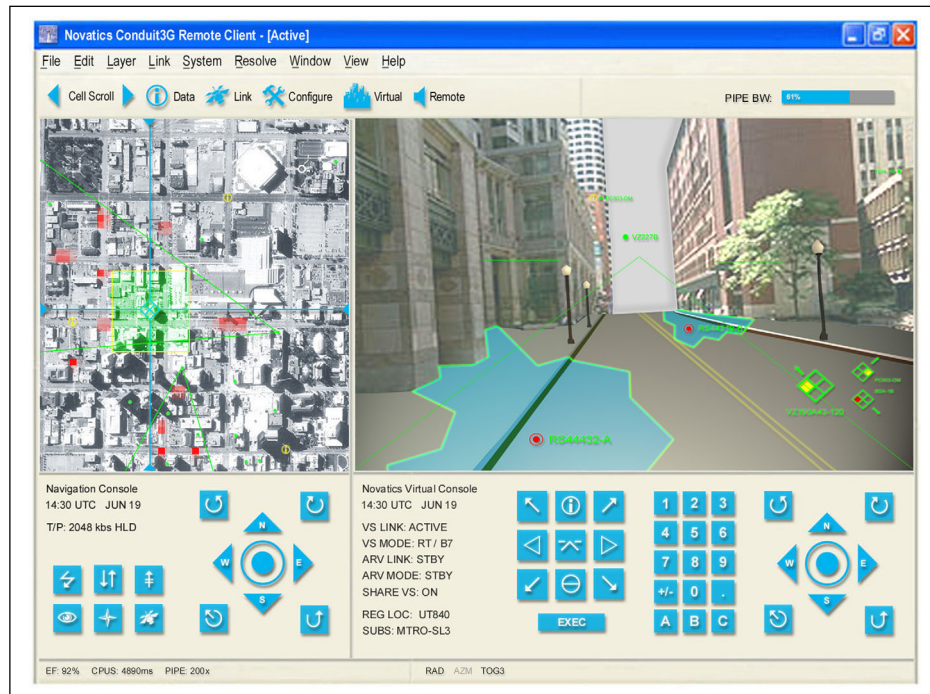 Novatics Conduit3G Remote Client - [Active]
File Edit Layer Link System Resolve Window View Help
Cell Scroll Data Link Configure Virtual Remote PIPE BW: 61%
VZ227B
RS44432-A
Navigation Console
14:30 UTC JUN 19
T/P: 2048 kbs HLD
N
W E
S
Novatics Virtual Console
14:30 UTC JUN 19
VS LINK: ACTIVE
VS MODE: RT / B7
ARV LINK: STBY
ARV MODE: STBY
SHARE VS: ON
REG LOC: UT840
SUBS: MTRO-SL3
EXEC
1 2 3
4 5 6
7 8 9
+/- 0 .
A B C
N
W E
S
EF: 92% CPUS: 4890ms PIPE: 200x RAD AZM TOG3